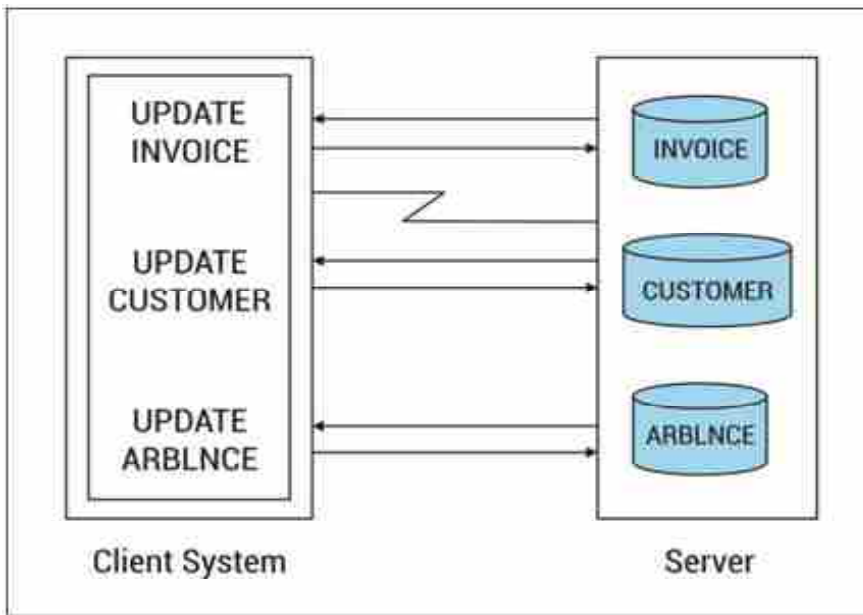 UPDATE
INVOICE
INVOICE
UPDATE
CUSTOMER
CUSTOMER
UPDATE
ARBLNCE
ARBLNCE
Client System
Server